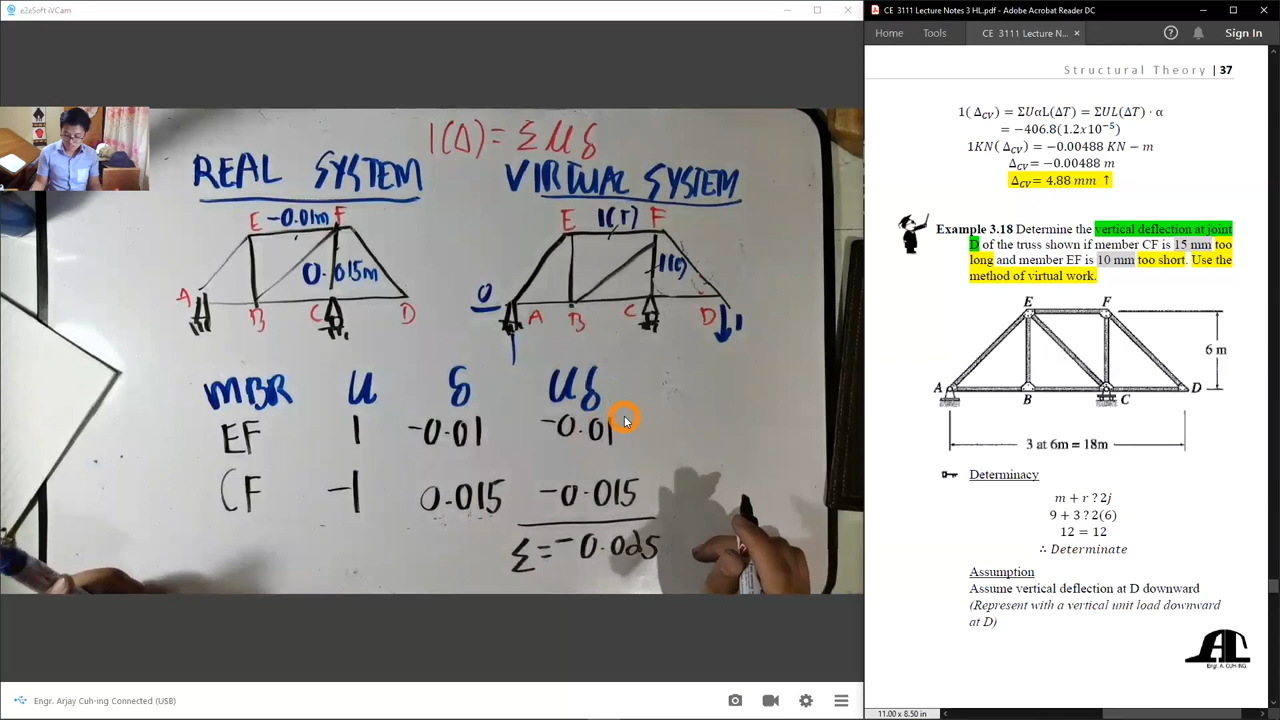 e2eSoft iVCam
1(Δ) = Σ u δ
REAL SYSTEM
VIRTUAL SYSTEM
E -0.01m F
0.015m
A B C D
E 1(T) F
1(C)
0 A B C D 1
MBR u δ uδ
EF 1 -0.01 -0.01
CF -1 0.015 -0.015
Σ = -0.025
Engr. Arjay Cuh-ing Connected (USB)
CE 3111 Lecture Notes 3 HL.pdf - Adobe Acrobat Reader DC
Home Tools CE 3111 Lecture N... × Sign In
Structural Theory | 37
1( Δ_CV) = ΣUαL(ΔT) = ΣUL(ΔT) · α
= −406.8(1.2x10⁻⁵)
1KN( Δ_CV) = −0.00488 KN − m
Δ_CV = −0.00488 m
Δ_CV = 4.88 mm ↑
Example 3.18 Determine the vertical deflection at joint
D of the truss shown if member CF is 15 mm too
long and member EF is 10 mm too short. Use the
method of virtual work.
E F
6 m
A B C D
3 at 6m = 18m
Determinacy
m + r ? 2j
9 + 3 ? 2(6)
12 = 12
∴ Determinate
Assumption
Assume vertical deflection at D downward
(Represent with a vertical unit load downward
at D)
Engr. A. CUH-ING
11.00 x 8.50 in